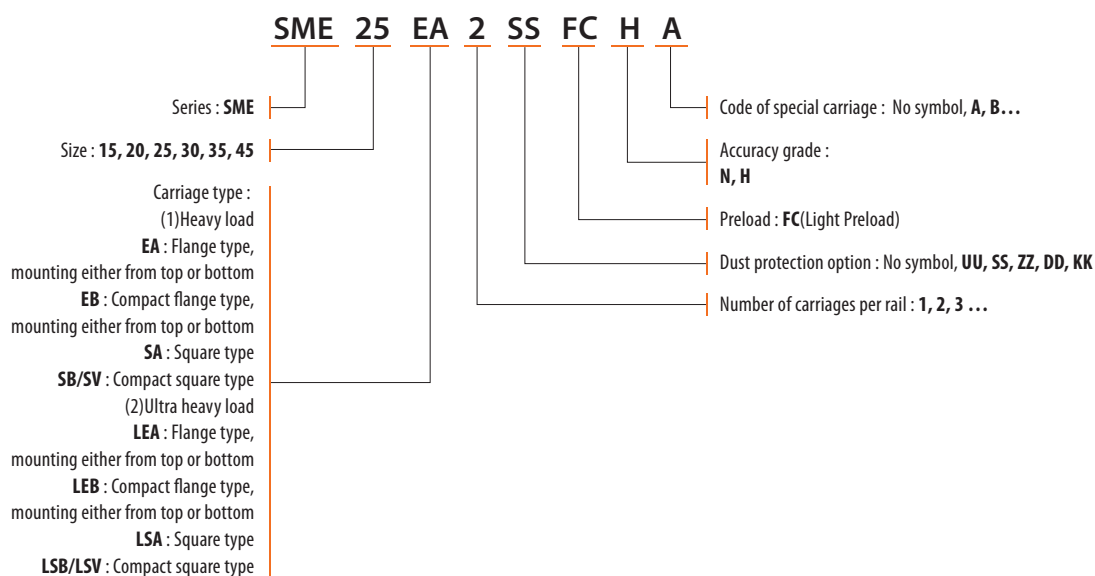 SME 25 EA 2 SS FC H A
Series : SME
Size : 15, 20, 25, 30, 35, 45
Carriage type :
(1)Heavy load
EA : Flange type,
mounting either from top or bottom
EB : Compact flange type,
mounting either from top or bottom
SA : Square type
SB/SV : Compact square type
(2)Ultra heavy load
LEA : Flange type,
mounting either from top or bottom
LEB : Compact flange type,
mounting either from top or bottom
LSA : Square type
LSB/LSV : Compact square type
Code of special carriage : No symbol, A, B...
Accuracy grade :
N, H
Preload : FC(Light Preload)
Dust protection option : No symbol, UU, SS, ZZ, DD, KK
Number of carriages per rail : 1, 2, 3 ...